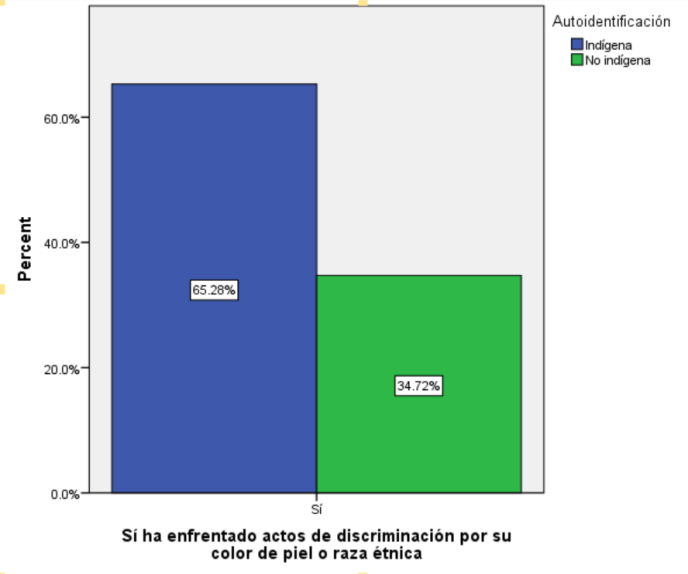 Autoidentificación
Indígena
No indígena
Percent
60.0%
40.0%
20.0%
0.0%
65.28%
34.72%
Sí
Sí ha enfrentado actos de discriminación por su
color de piel o raza étnica